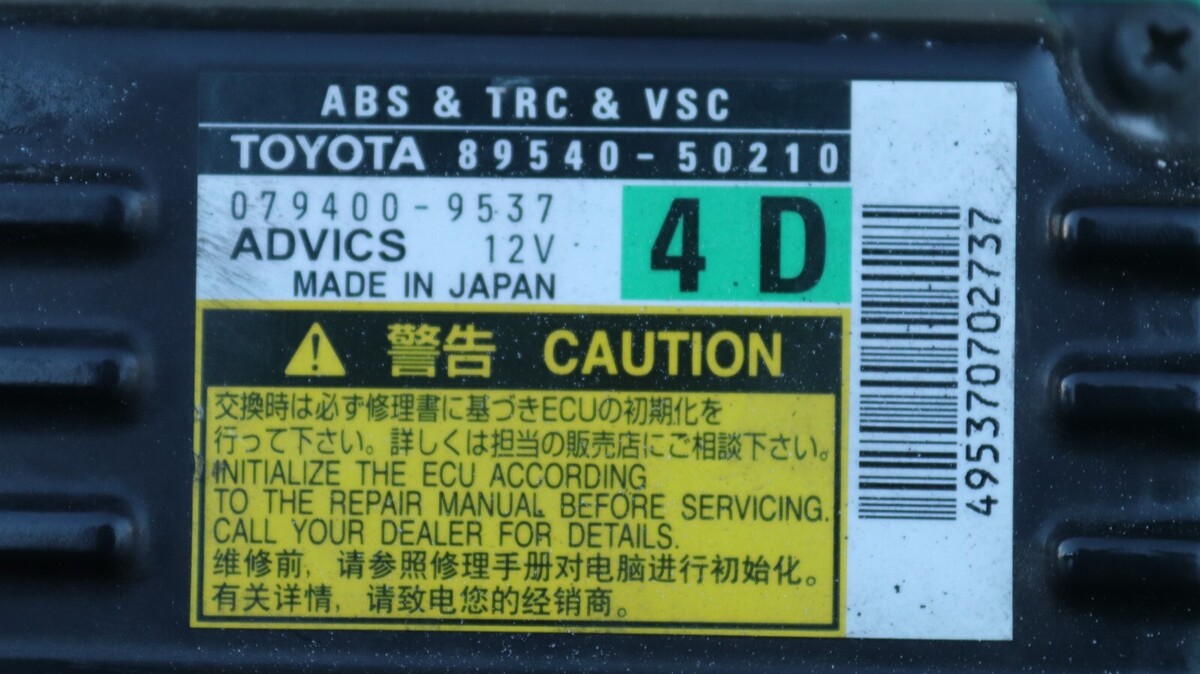 ABS & TRC & VSC
TOYOTA 89540-50210
079400-9537
ADVICS 12V
MADE IN JAPAN
4D
警告 CAUTION
交換時は必ず修理書に基づきECUの初期化を
行って下さい。詳しくは担当の販売店にご相談下さい。
INITIALIZE THE ECU ACCORDING
TO THE REPAIR MANUAL BEFORE SERVICING.
CALL YOUR DEALER FOR DETAILS.
维修前，请参照修理手册对电脑进行初始化。
有关详情，请致电您的经销商。
495370702737